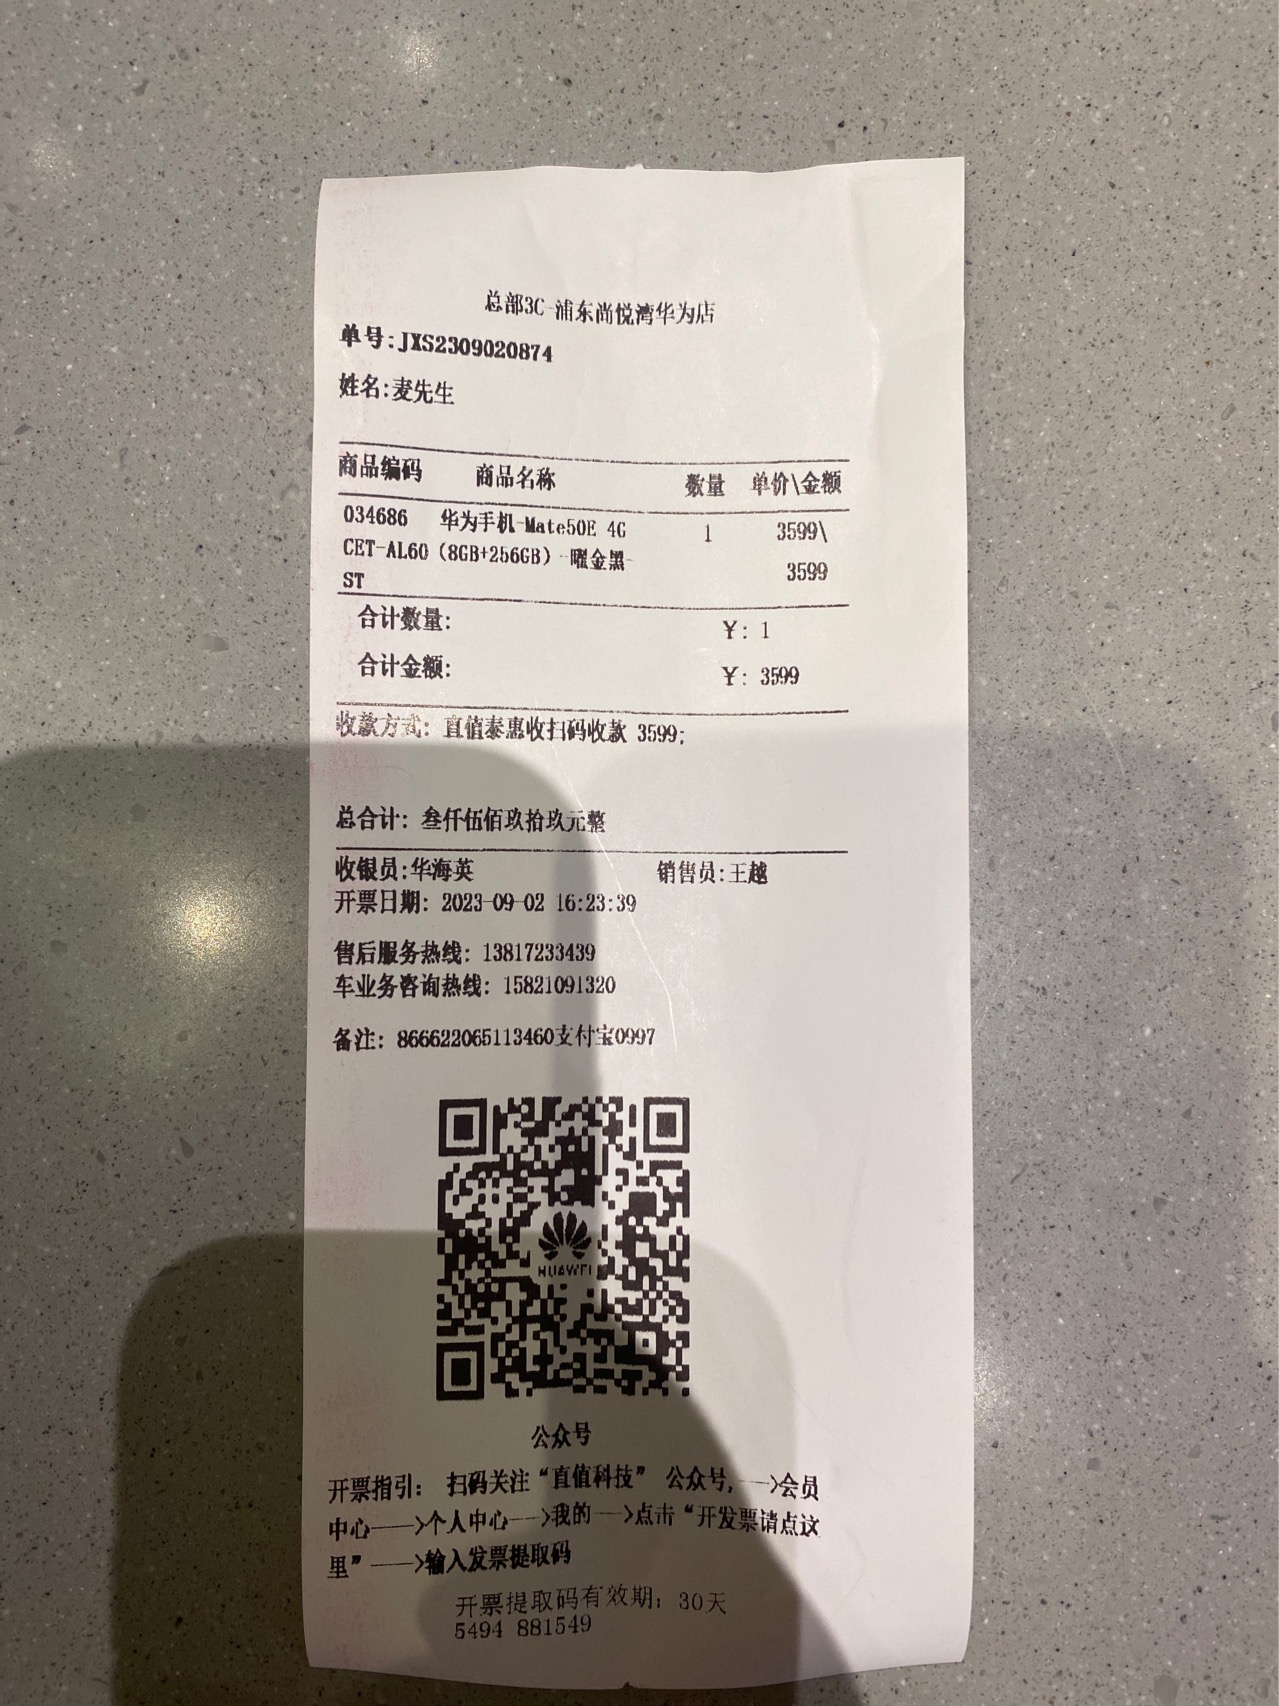 总部3C-浦东尚悦湾华为店
单号:JXS2309020874
姓名:麦先生
商品编码 商品名称 数量 单价\金额
034686 华为手机-Mate50E 4G 1 3599\
CET-AL60（8GB+256GB）-曜金黑- 3599
ST
合计数量: ￥: 1
合计金额: ￥: 3599
收款方式: 直值泰惠收扫码收款 3599;
总合计: 叁仟伍佰玖拾玖元整
收银员:华海英 销售员:王越
开票日期: 2023-09-02 16:23:39
售后服务热线: 13817233439
车业务咨询热线: 15821091320
备注: 866622065113460支付宝0997
HUAWEI
公众号
开票指引: 扫码关注“直值科技” 公众号,——>会员
中心——>个人中心——>我的——>点击“开发票请点这
里”——>输入发票提取码
开票提取码有效期: 30天
5494 881549